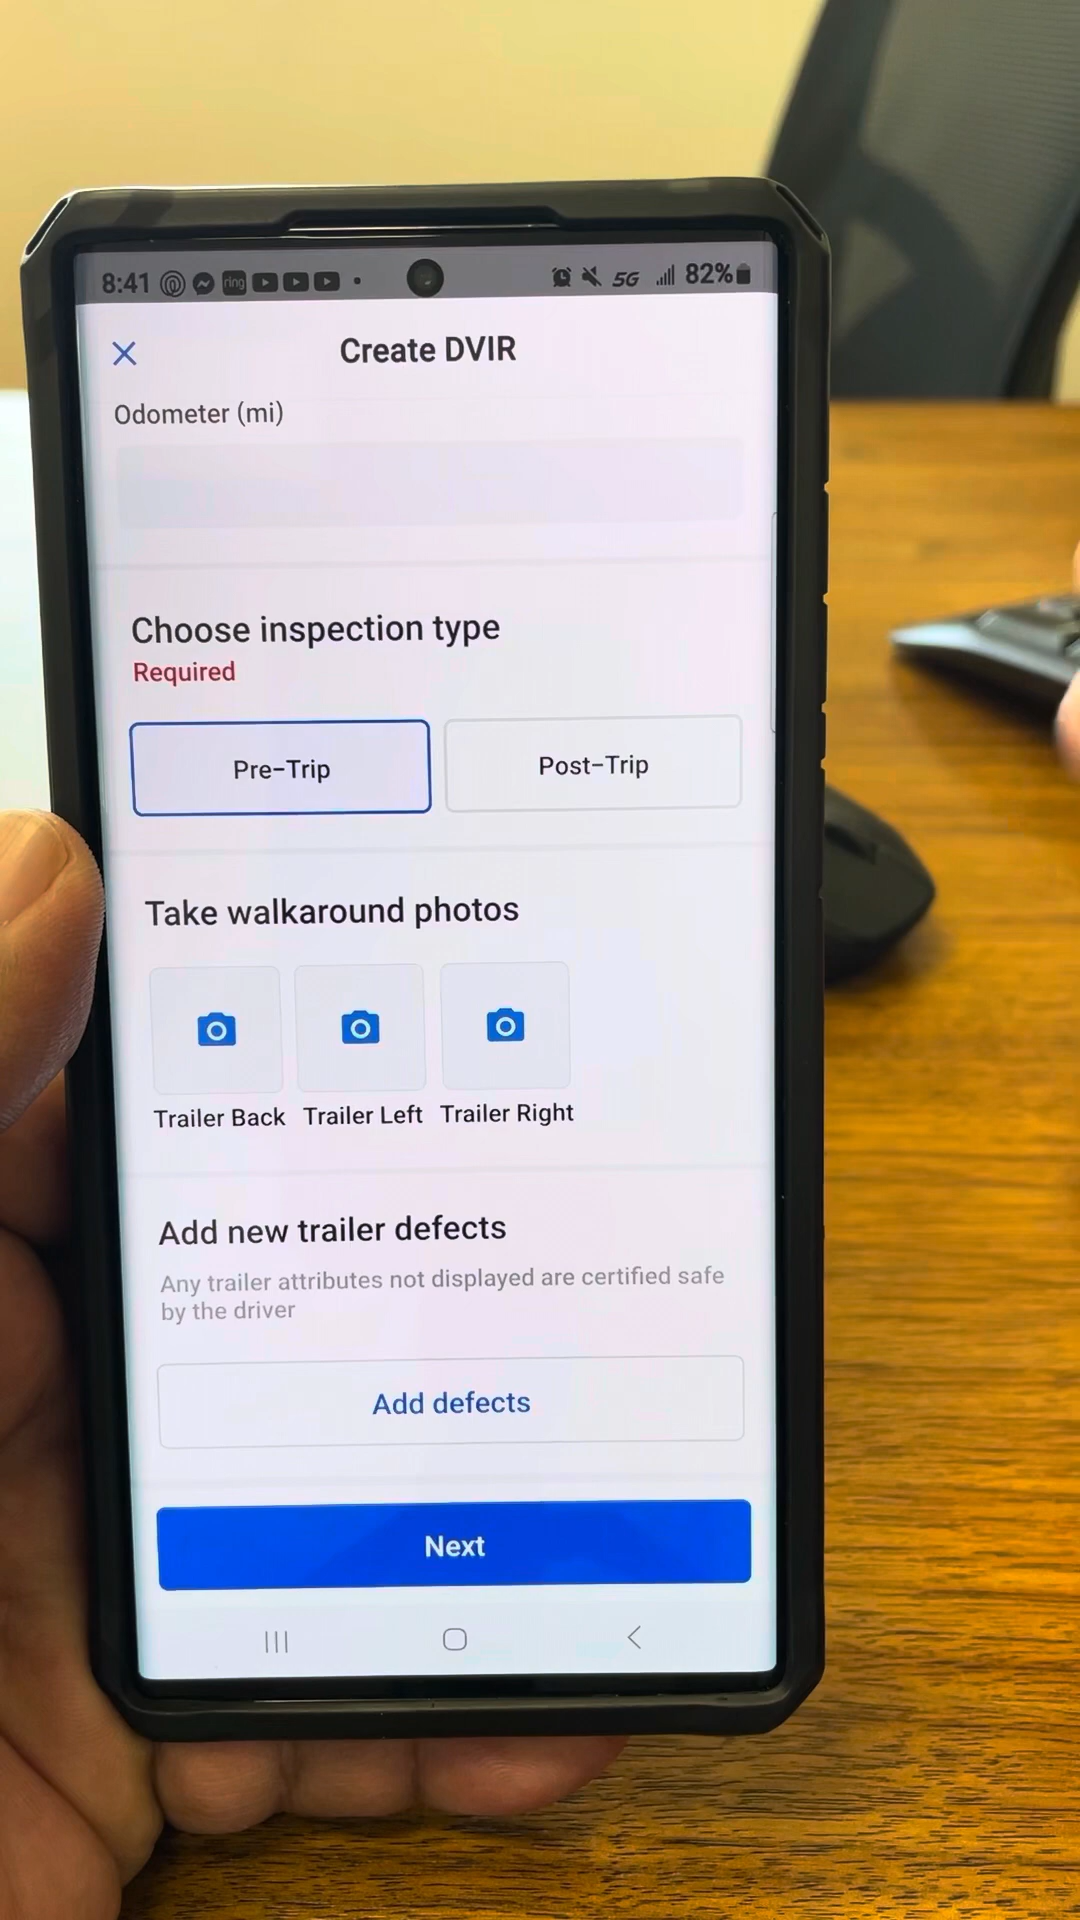 8:41 ring 5G 82%
Create DVIR
Odometer (mi)
Choose inspection type
Required
Pre-Trip Post-Trip
Take walkaround photos
Trailer Back Trailer Left Trailer Right
Add new trailer defects
Any trailer attributes not displayed are certified safe
by the driver
Add defects
Next